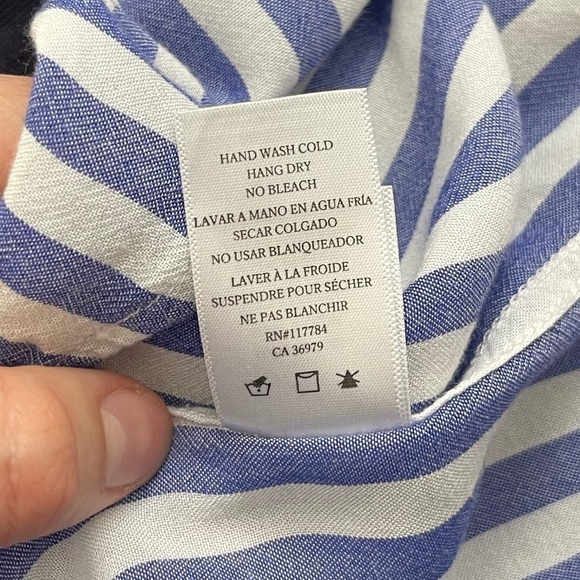 HAND WASH COLD
HANG DRY
NO BLEACH
LAVAR A MANO EN AGUA FRÍA
SECAR COLGADO
NO USAR BLANQUEADOR
LAVER À LA FROIDE
SUSPENDRE POUR SÉCHER
NE PAS BLANCHIR
RN#117784
CA 36979